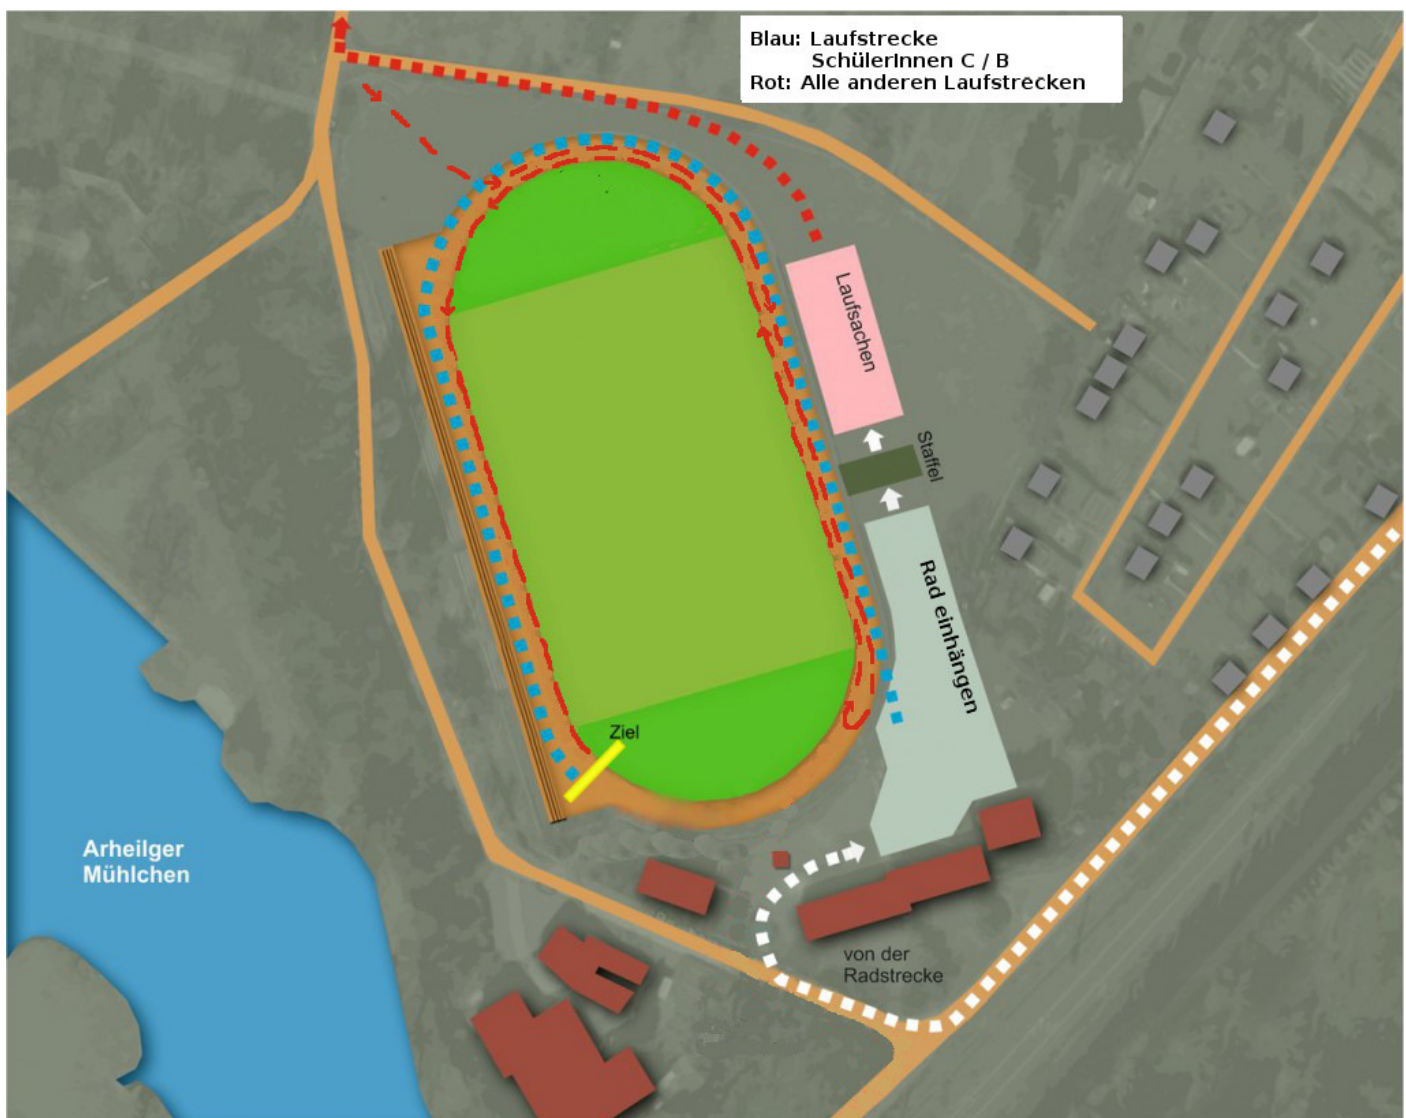 Blau: Laufstrecke
SchülerInnen C / B
Rot: Alle anderen Laufstrecken
Laufsachen
Staffel
Rad einhängen
Ziel
Arheilger
Mühlchen
von der
Radstrecke